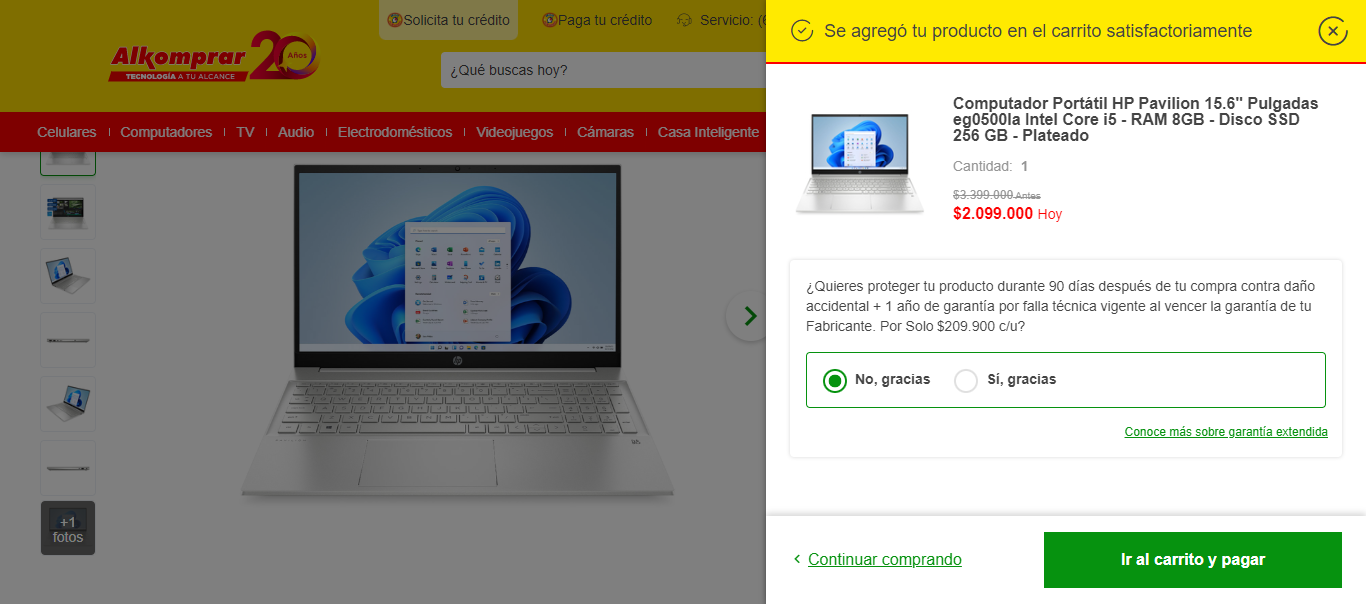 Solicita tu crédito
Paga tu crédito
Servicio: (6
Alkomprar
20
Años
TECNOLOGÍA A TU ALCANCE
¿Qué buscas hoy?
Celulares
Computadores
TV
Audio
Electrodomésticos
Videojuegos
Cámaras
Casa Inteligente
+1
fotos
Se agregó tu producto en el carrito satisfactoriamente
Computador Portátil HP Pavilion 15.6" Pulgadas
eg0500la Intel Core i5 - RAM 8GB - Disco SSD
256 GB - Plateado
Cantidad: 1
$3.399.000 Antes
$2.099.000 Hoy
¿Quieres proteger tu producto durante 90 días después de tu compra contra daño
accidental + 1 año de garantía por falla técnica vigente al vencer la garantía de tu
Fabricante. Por Solo $209.900 c/u?
No, gracias
Sí, gracias
Conoce más sobre garantía extendida
Continuar comprando
Ir al carrito y pagar